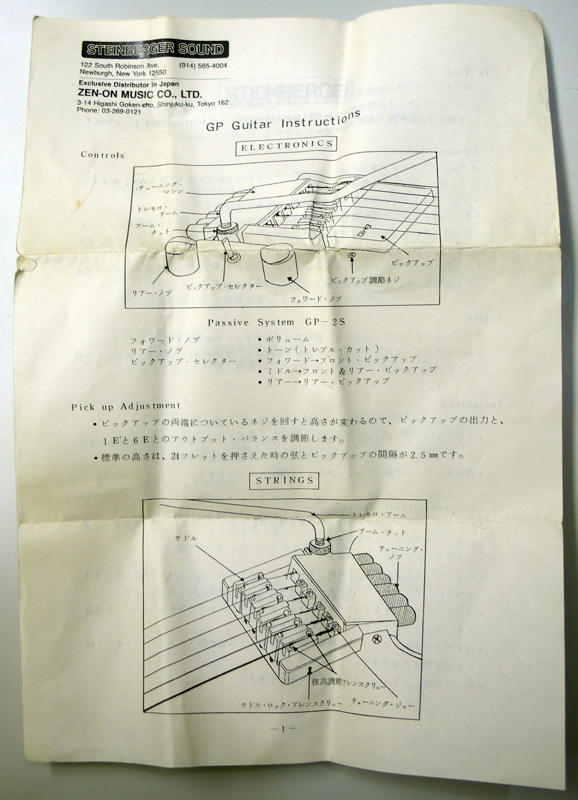 STEINBERGER SOUND
122 South Robinson Ave. (914) 565-4004
Newburgh, New York 12550
Exclusive Distributor in Japan
ZEN-ON MUSIC CO., LTD.
3-14 Higashi Goken-cho, Shinjuku-ku, Tokyo 162
Phone: 03-269-0121
GP Guitar Instructions
ELECTRONICS
Controls
チューニング・マシン
トレモロ・アーム
アーム・ナット
リアー・ノブ
ピックアップ・セレクター
フォワード・ノブ
ピックアップ調節ネジ
ピックアップ
Passive System GP-2S
フォワード・ノブ ・ボリューム
リアー・ノブ ・トーン(トレブル・カット)
ピックアップ・セレクター ・フォワード→フロント・ピックアップ
・ミドル→フロント&リアー・ピックアップ
・リアー→リアー・ピックアップ
Pick up Adjustment
・ピックアップの両端についているネジを回すと高さが変わるので、ピックアップの出力と、
1Eと6Eとのアウトプット・バランスを調節します。
・標準の高さは、24フレットを押さえた時の弦とピックアップの間隔が2.5㎜です。
STRINGS
トレモロ・アーム
アーム・ナット
チューニング・ノブ
サドル
弦高調節アレンスクリュー
サドル・ロック・アレンスクリュー
チューニング・ジョー
—1—